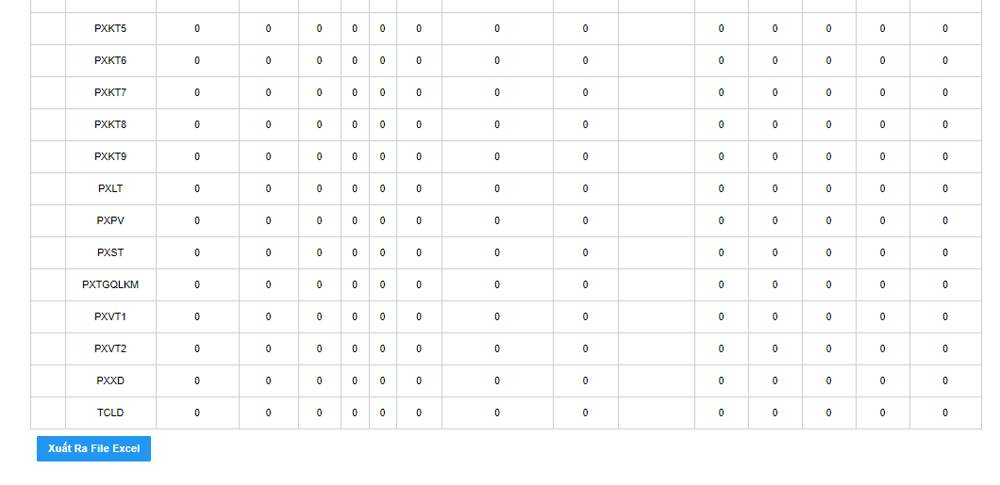 PXKT5 0 0 0 0 0 0 0 0 0 0 0 0 0
PXKT6 0 0 0 0 0 0 0 0 0 0 0 0 0
PXKT7 0 0 0 0 0 0 0 0 0 0 0 0 0
PXKT8 0 0 0 0 0 0 0 0 0 0 0 0 0
PXKT9 0 0 0 0 0 0 0 0 0 0 0 0 0
PXLT 0 0 0 0 0 0 0 0 0 0 0 0 0
PXPV 0 0 0 0 0 0 0 0 0 0 0 0 0
PXST 0 0 0 0 0 0 0 0 0 0 0 0 0
PXTGQLKM 0 0 0 0 0 0 0 0 0 0 0 0 0
PXVT1 0 0 0 0 0 0 0 0 0 0 0 0 0
PXVT2 0 0 0 0 0 0 0 0 0 0 0 0 0
PXXD 0 0 0 0 0 0 0 0 0 0 0 0 0
TCLD 0 0 0 0 0 0 0 0 0 0 0 0 0
Xuất Ra File Excel